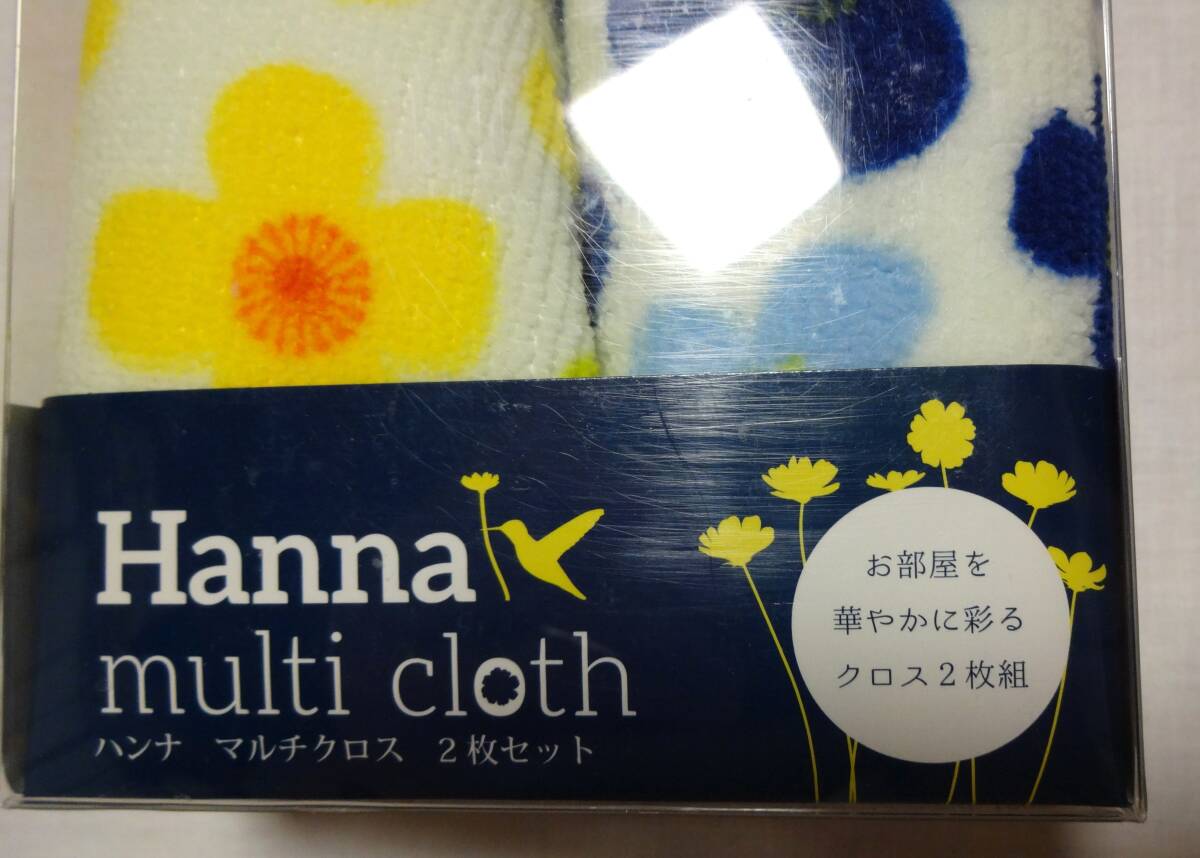 Hanna
multi cloth
ハンナ マルチクロス 2枚セット
お部屋を
華やかに彩る
クロス2枚組